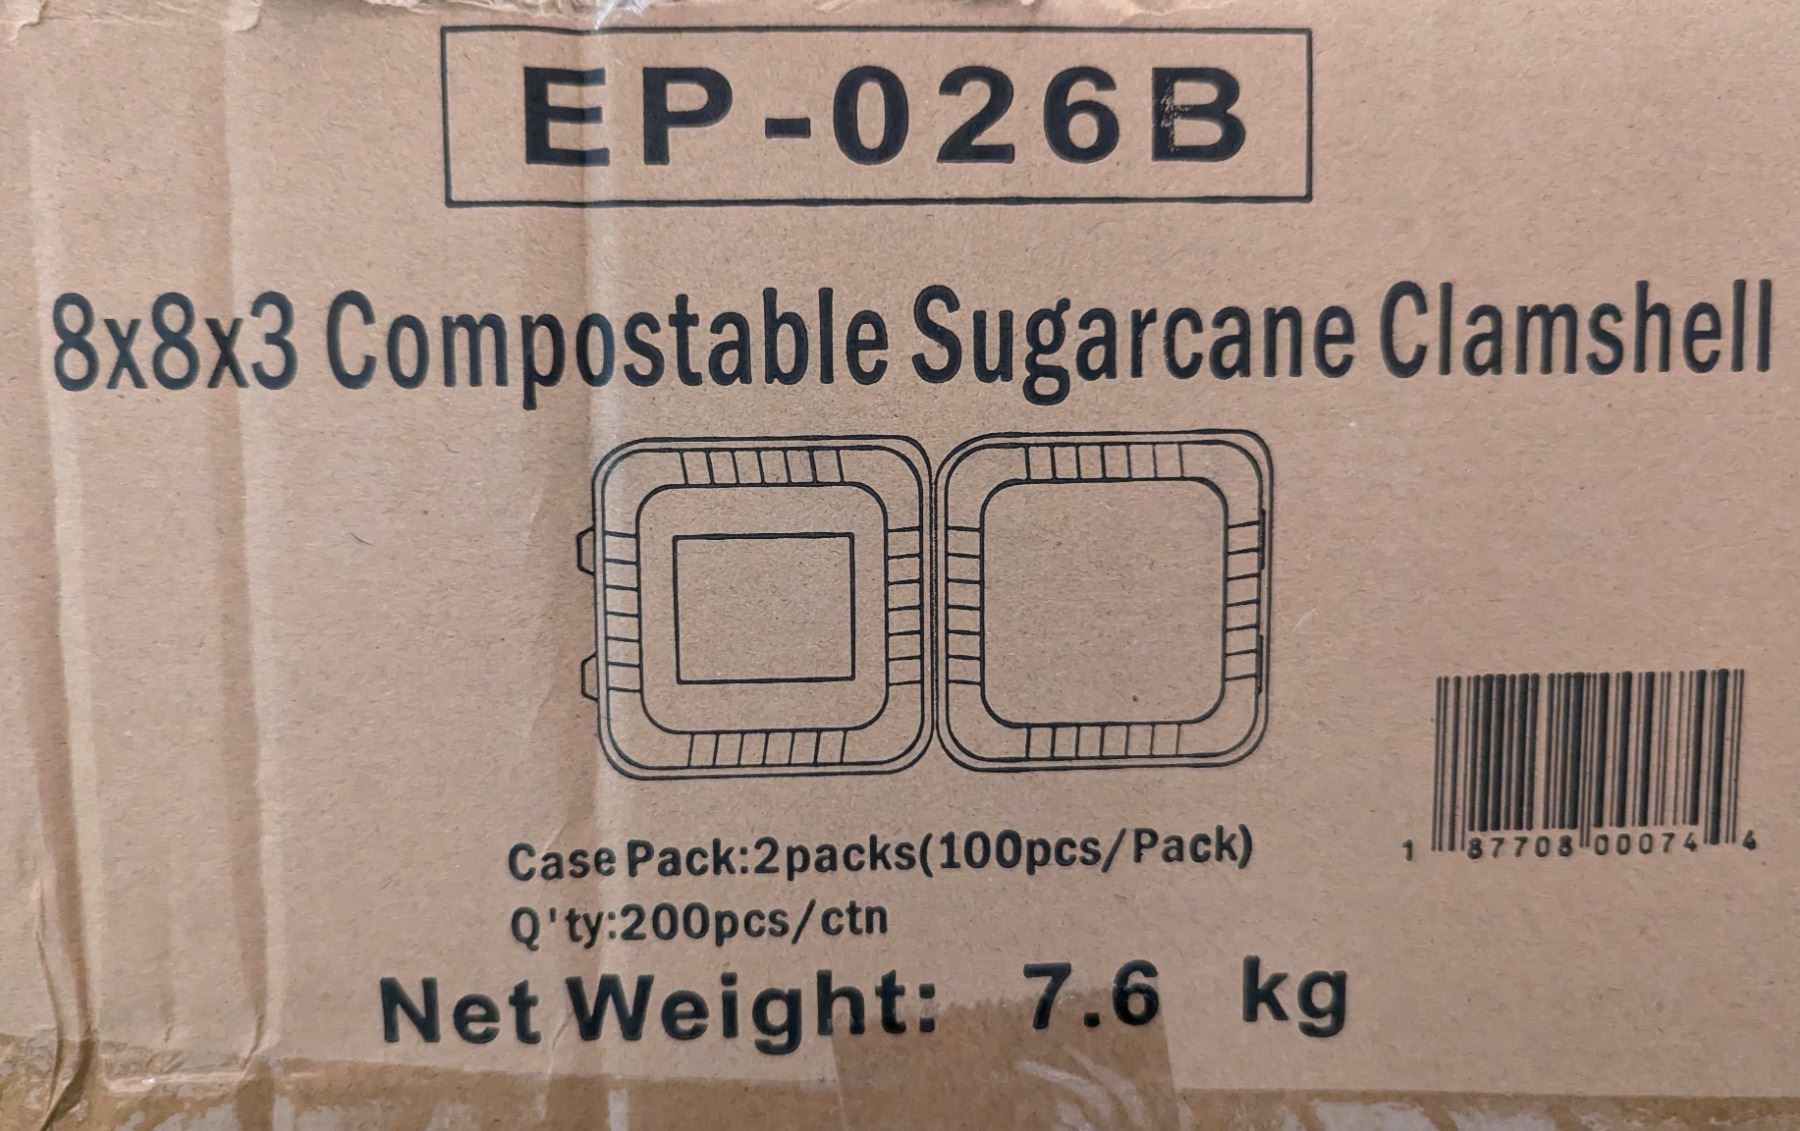 EP-026B
8x8x3 Compostable Sugarcane Clamshell
Case Pack:2packs(100pcs/Pack)
Q'ty:200pcs/ctn
Net Weight: 7.6 kg
1 87708 00074 4